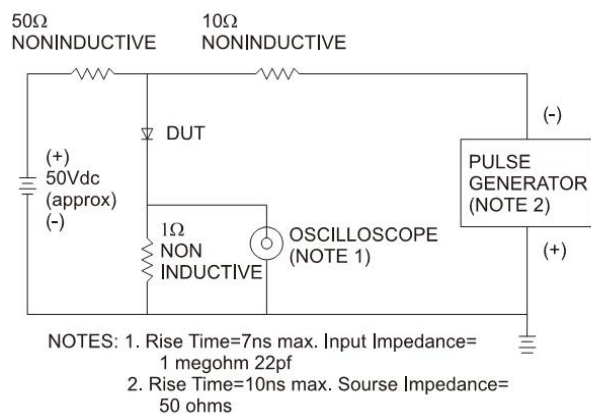 50Ω
NONINDUCTIVE
10Ω
NONINDUCTIVE
(+)
50Vdc
(approx)
(-)
DUT
1Ω
NON
INDUCTIVE
OSCILLOSCOPE
(NOTE 1)
(-)
PULSE
GENERATOR
(NOTE 2)
(+)
NOTES: 1. Rise Time=7ns max. Input Impedance=
1 megohm 22pf
2. Rise Time=10ns max. Sourse Impedance=
50 ohms